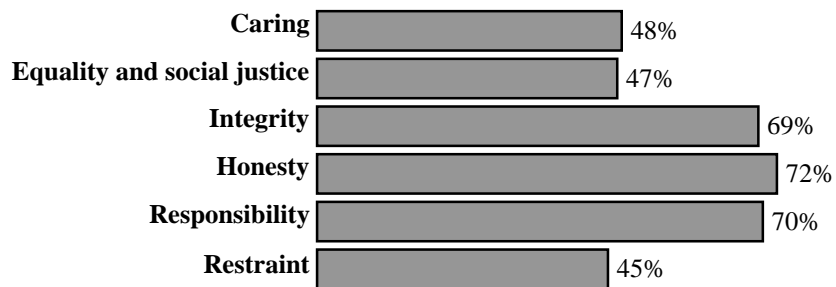 Caring 48%
Equality and social justice 47%
Integrity 69%
Honesty 72%
Responsibility 70%
Restraint 45%